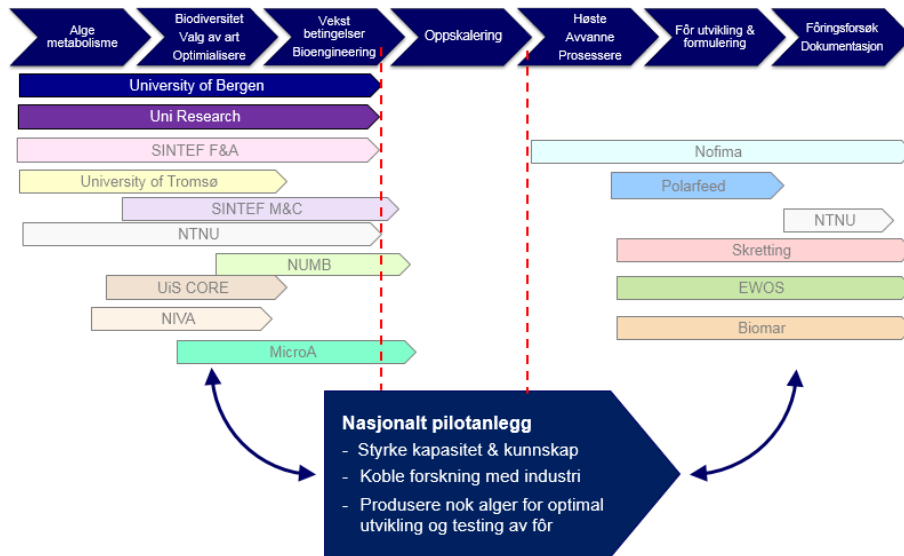 Alge
metabolisme
Biodiversitet
Valg av art
Optimialisere
Vekst
betingelser
Bioengineering
Oppskalering
Høste
Avvanne
Prosessere
Fôr utvikling &
formulering
Fôringsforsøk
Dokumentasjon
University of Bergen
Uni Research
SINTEF F&A
University of Tromsø
SINTEF M&C
NTNU
NUMB
UiS CORE
NIVA
MicroA
Nofima
Polarfeed
NTNU
Skretting
EWOS
Biomar
Nasjonalt pilotanlegg
- Styrke kapasitet & kunnskap
- Koble forskning med industri
- Produsere nok alger for optimal
utvikling og testing av fôr